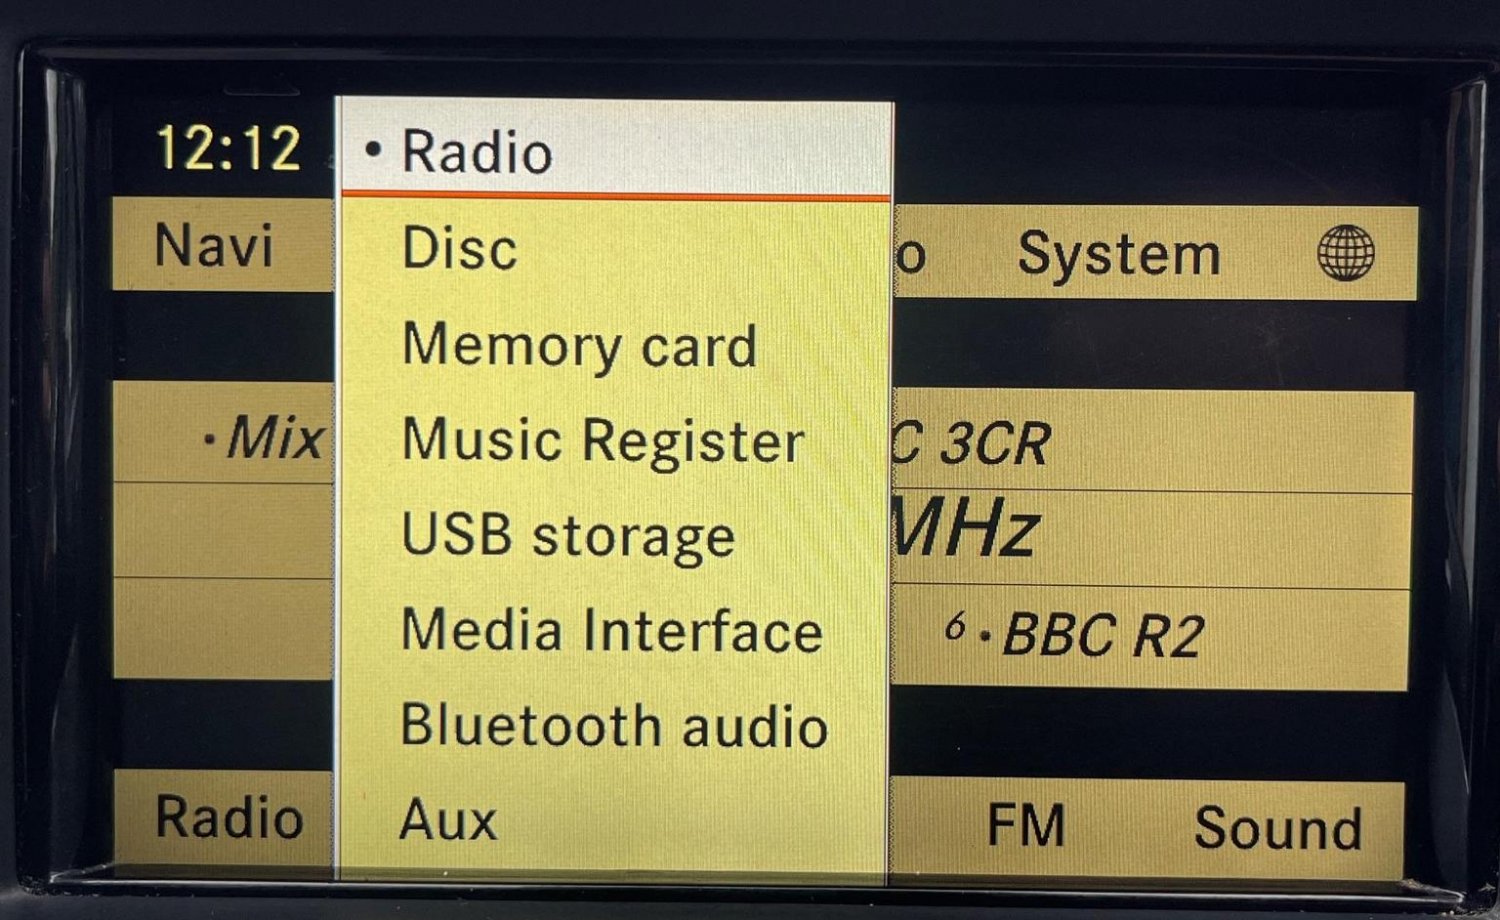 12:12
• Radio
Navi
Disc
o System
Memory card
• Mix
Music Register
C 3CR
USB storage
MHz
Media Interface
6 • BBC R2
Bluetooth audio
Radio
Aux
FM
Sound